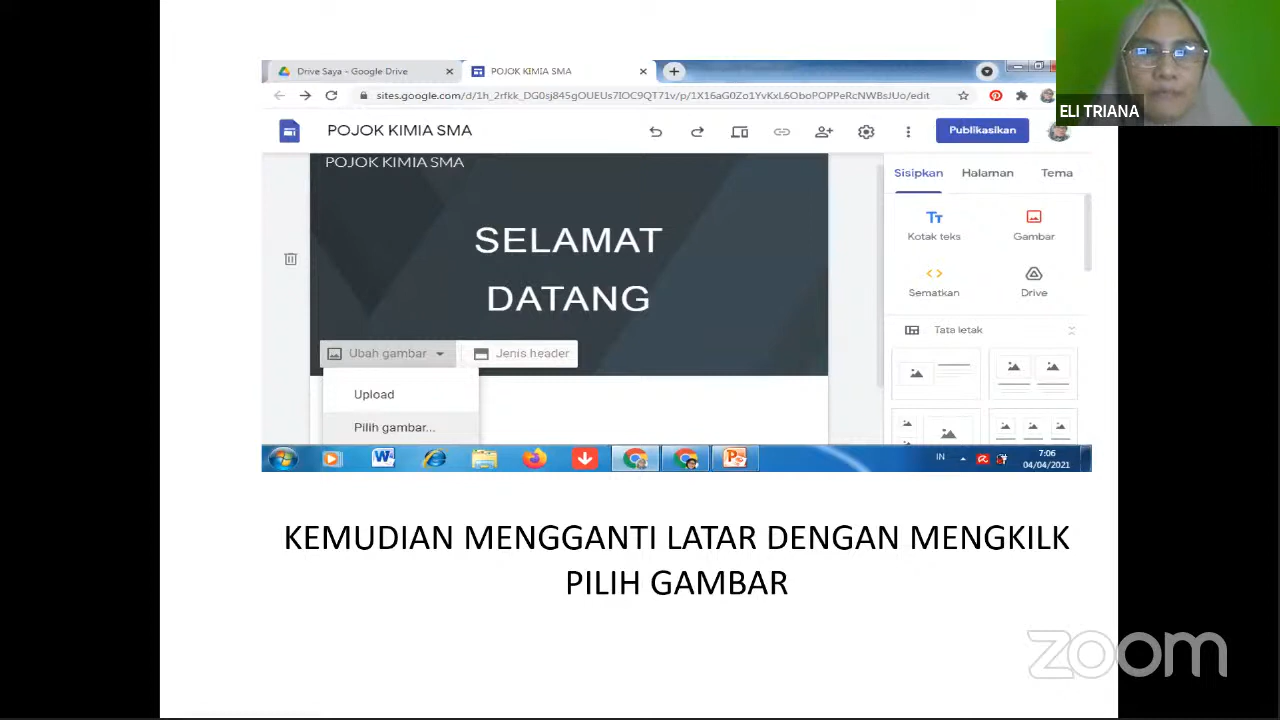 Drive Saya - Google Drive
POJOK KIMIA SMA
sites.google.com/d/1h_2rfkk_DG0sj845gOUEUs7IOC9QT71v/p/1X16aG0Zo1YvKxL6OboPOPPeRcNWBsJUo/edit
POJOK KIMIA SMA
Publikasikan
ELI TRIANA
POJOK KIMIA SMA
SELAMAT
DATANG
Ubah gambar
Jenis header
Upload
Pilih gambar...
Sisipkan Halaman Tema
Kotak teks Gambar
Sematkan Drive
Tata letak
IN
7:06
04/04/2021
KEMUDIAN MENGGANTI LATAR DENGAN MENGKILK
PILIH GAMBAR
zoom